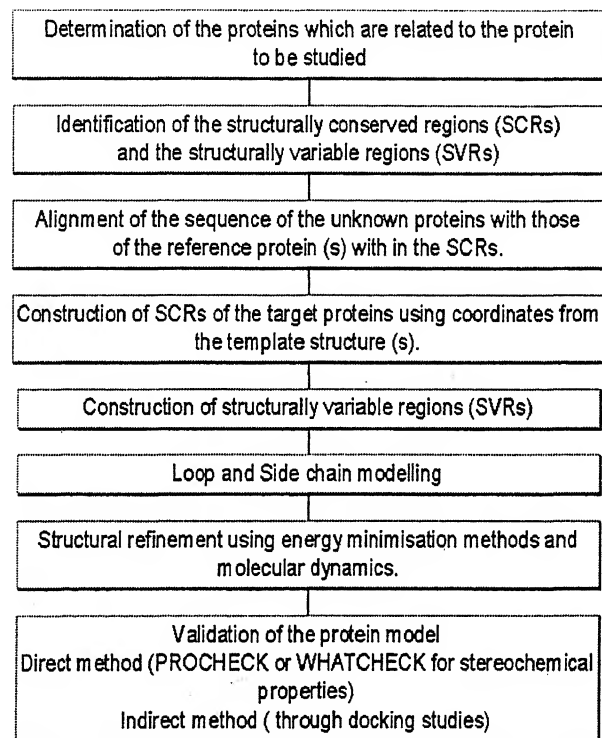 Determination of the proteins which are related to the protein
to be studied
Identification of the structurally conserved regions (SCRs)
and the structurally variable regions (SVRs)
Alignment of the sequence of the unknown proteins with those
of the reference protein (s) with in the SCRs.
Construction of SCRs of the target proteins using coordinates from
the template structure (s).
Construction of structurally variable regions (SVRs)
Loop and Side chain modelling
Structural refinement using energy minimisation methods and
molecular dynamics.
Validation of the protein model
Direct method (PROCHECK or WHATCHECK for stereochemical
properties)
Indirect method ( through docking studies)